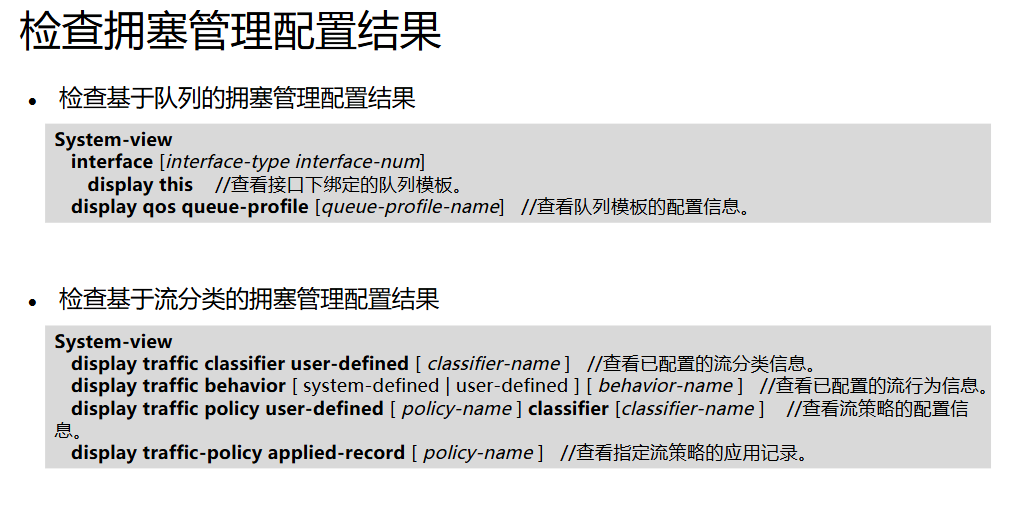 检查拥塞管理配置结果
• 检查基于队列的拥塞管理配置结果
System-view
interface [interface-type interface-num]
display this //查看接口下绑定的队列模板。
display qos queue-profile [queue-profile-name] //查看队列模板的配置信息。
• 检查基于流分类的拥塞管理配置结果
System-view
display traffic classifier user-defined [ classifier-name ] //查看已配置的流分类信息。
display traffic behavior [ system-defined | user-defined ] [ behavior-name ] //查看已配置的流行为信息。
display traffic policy user-defined [ policy-name ] classifier [classifier-name ] //查看流策略的配置信
息。
display traffic-policy applied-record [ policy-name ] //查看指定流策略的应用记录。